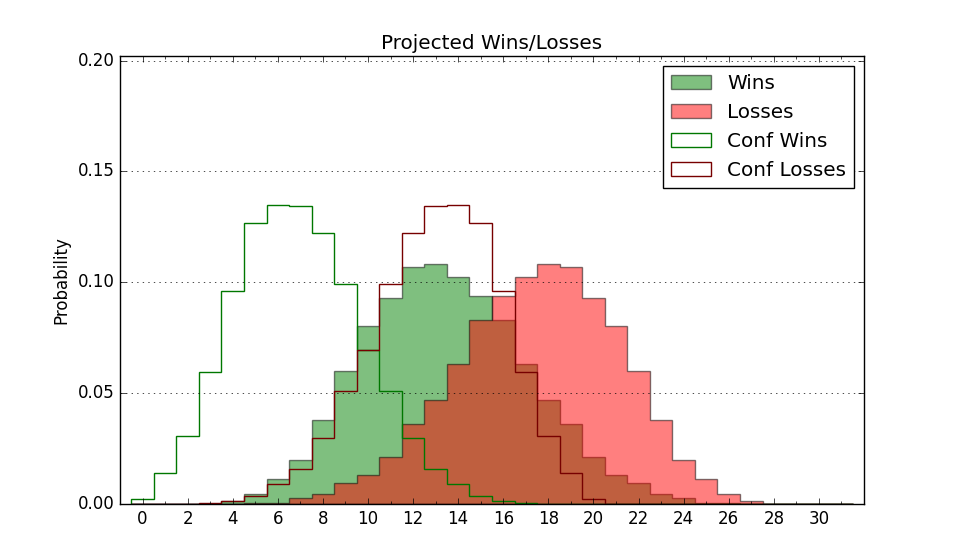 Projected Wins/Losses
0.20
0.15
0.10
0.05
0.00
Probability
Wins
Losses
Conf Wins
Conf Losses
0 2 4 6 8 10 12 14 16 18 20 22 24 26 28 30